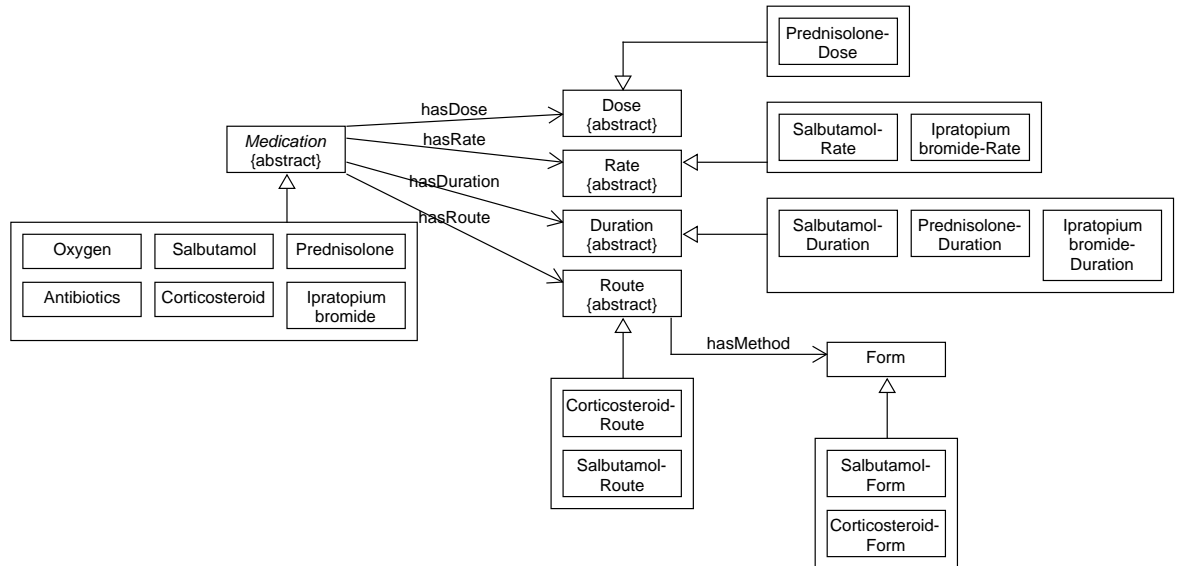 Prednisolone-
Dose
hasDose
Dose
{abstract}
Medication
{abstract}
hasRate
Rate
{abstract}
Salbutamol-
Rate
Ipratopium
bromide-Rate
hasDuration
Duration
{abstract}
Salbutamol-
Duration
Prednisolone-
Duration
Ipratopium
bromide-
Duration
hasRoute
Route
{abstract}
Oxygen
Salbutamol
Prednisolone
Antibiotics
Corticosteroid
Ipratopium
bromide
hasMethod
Form
Corticosteroid-
Route
Salbutamol-
Route
Salbutamol-
Form
Corticosteroid-
Form